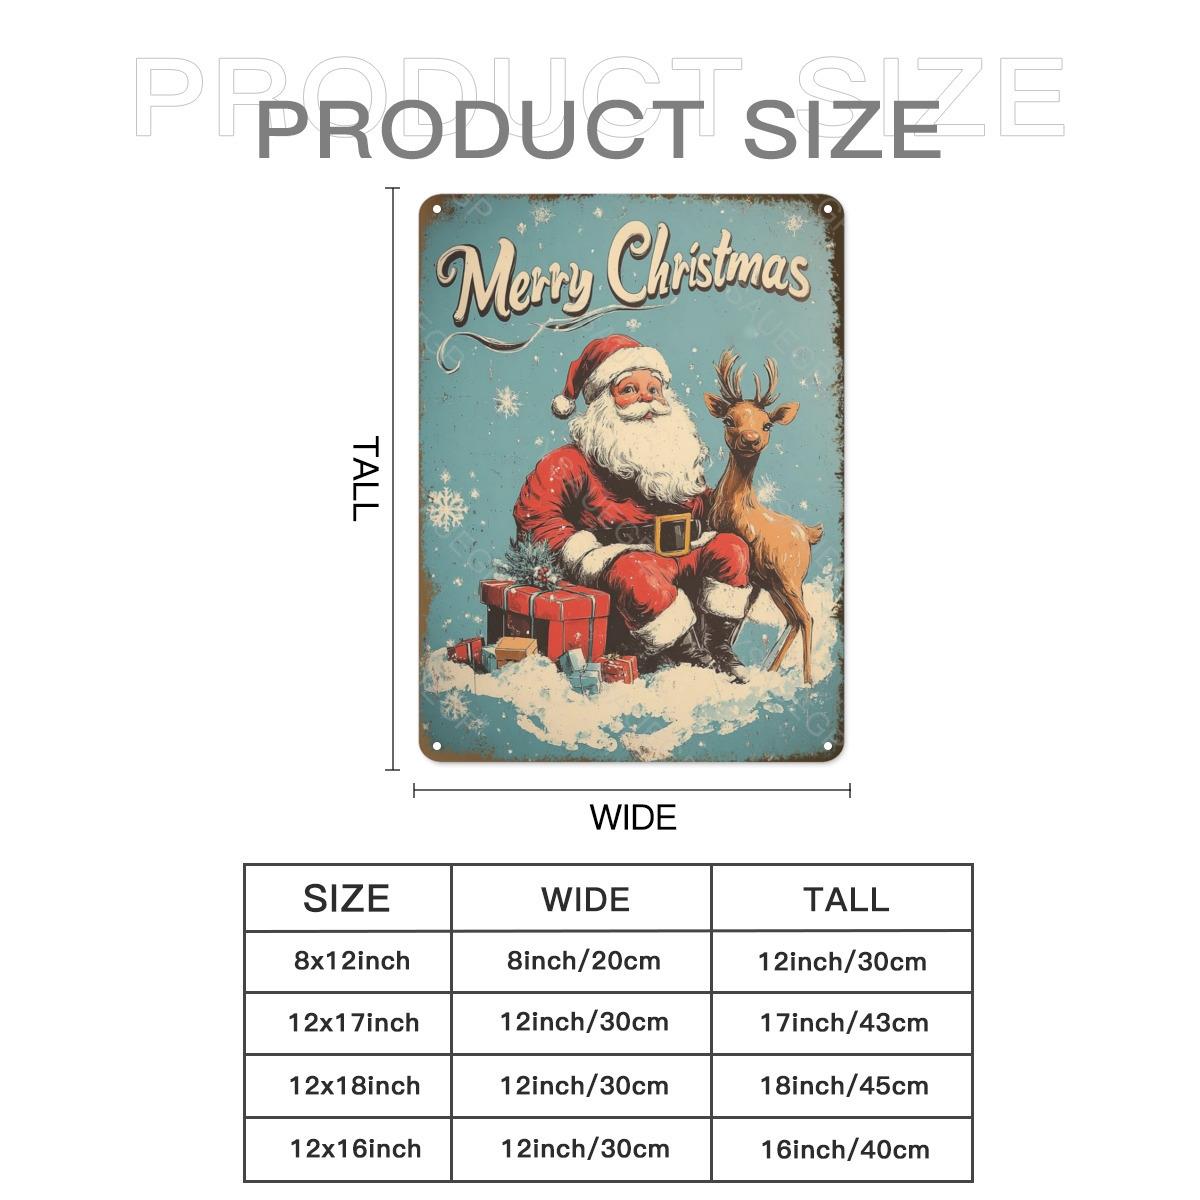 PRODUCT SIZE
PRODUCT SIZE
Merry Christmas
TALL
WIDE
SIZE WIDE TALL
8x12inch 8inch/20cm 12inch/30cm
12x17inch 12inch/30cm 17inch/43cm
12x18inch 12inch/30cm 18inch/45cm
12x16inch 12inch/30cm 16inch/40cm